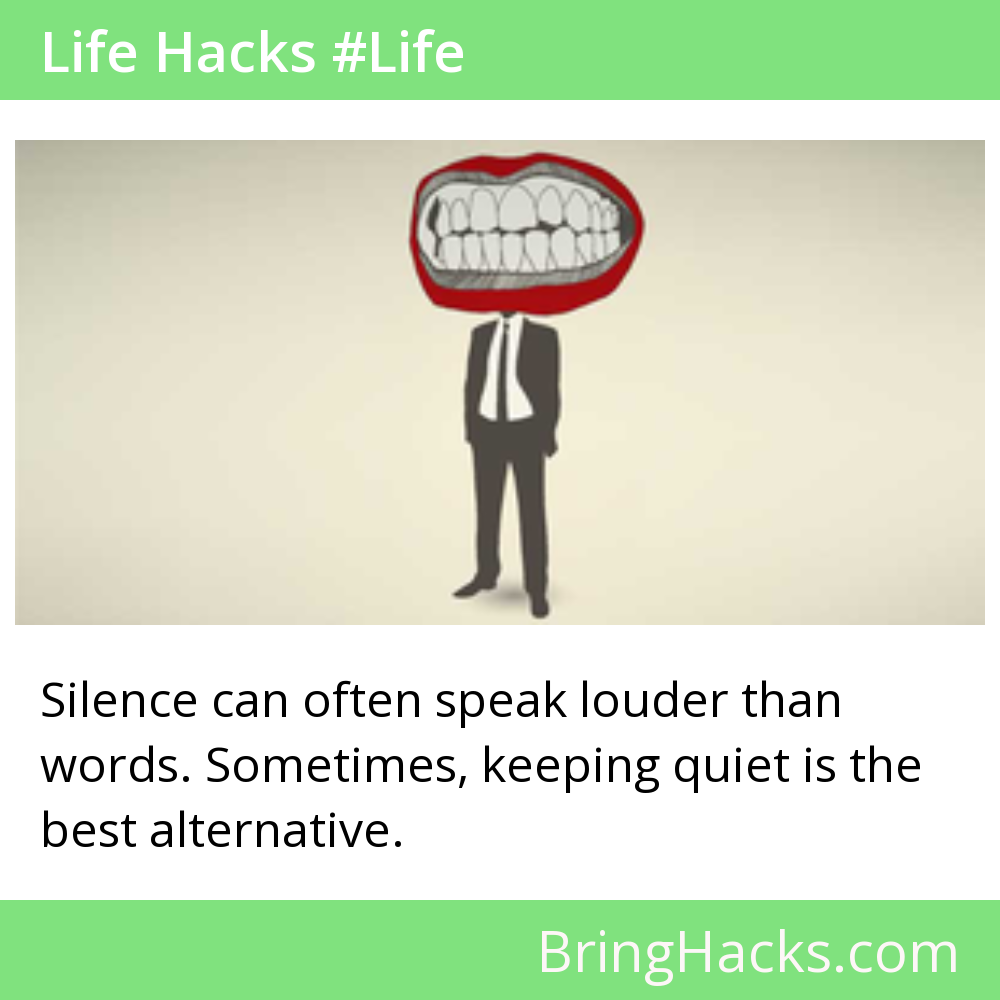 Life Hacks #Life
Silence can often speak louder than
words. Sometimes, keeping quiet is the
best alternative.
BringHacks.com